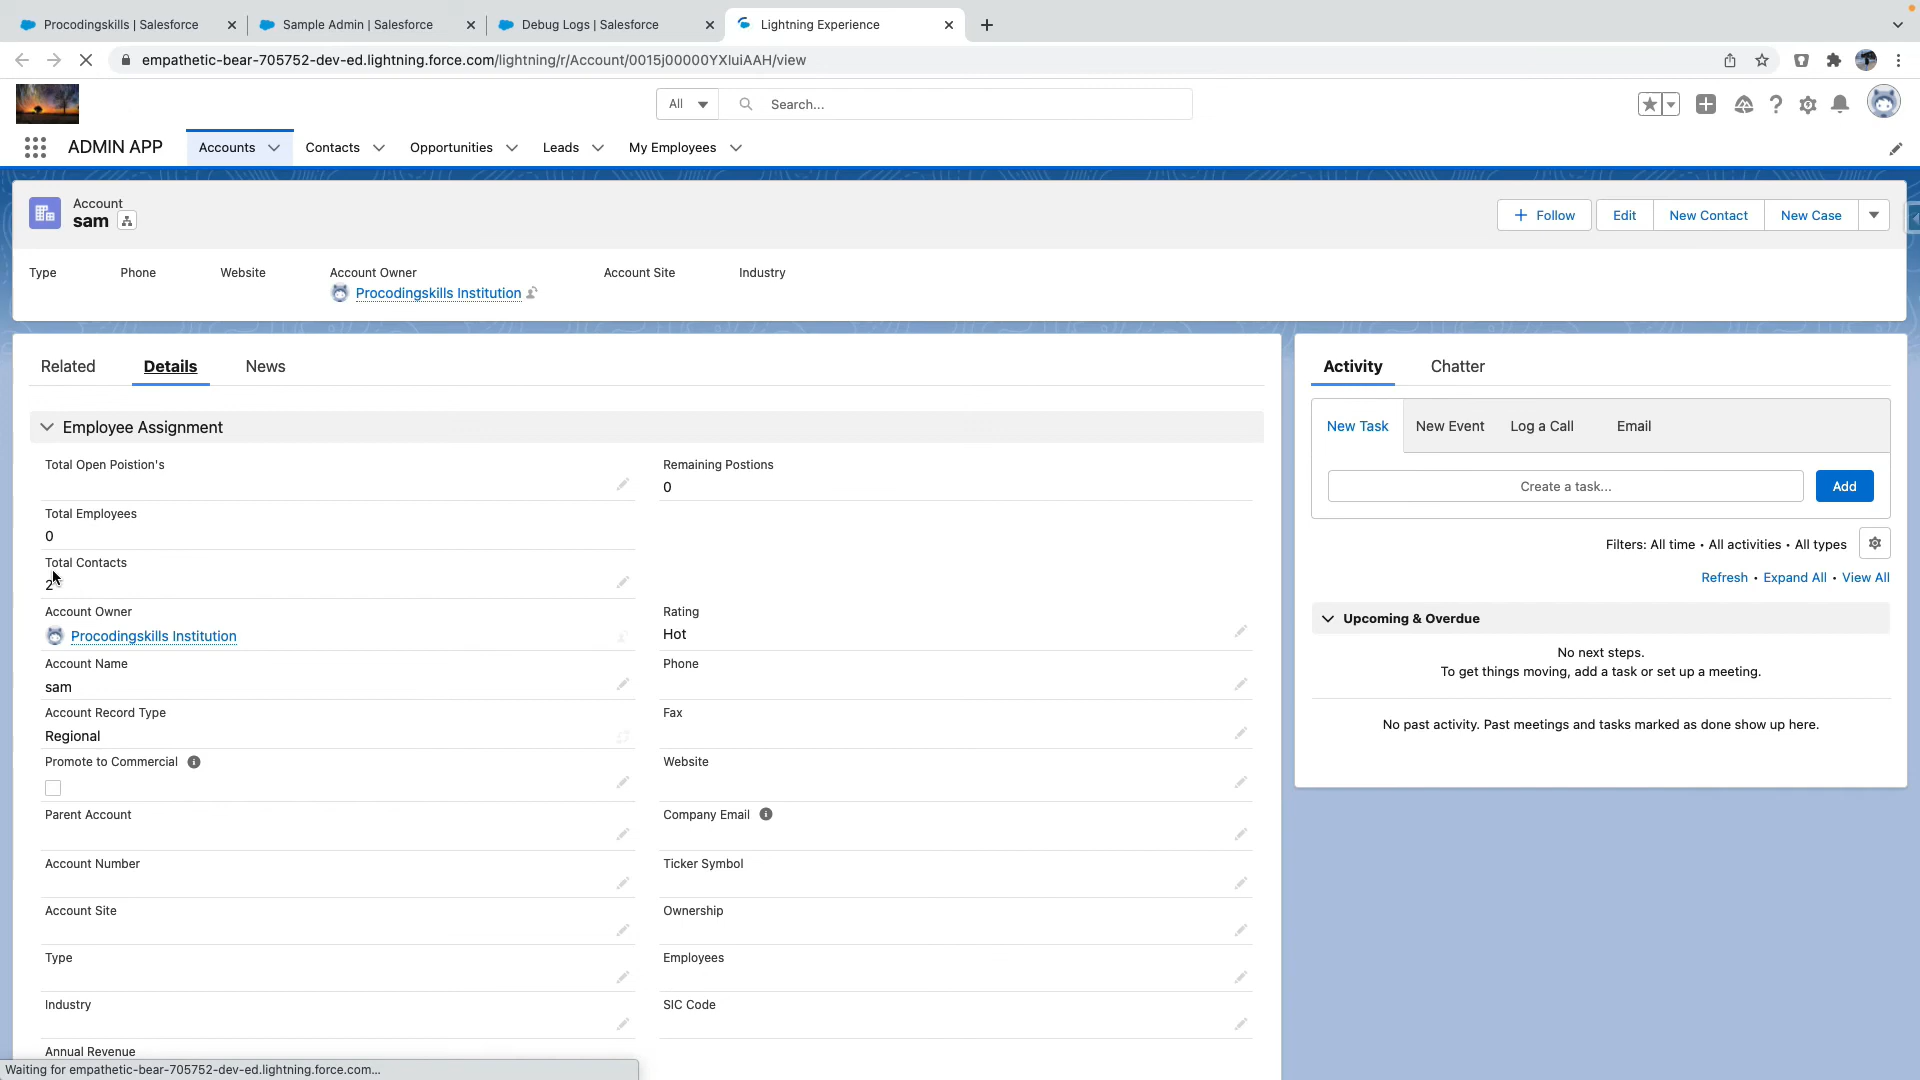 Procodingskills | Salesforce
Sample Admin | Salesforce
Debug Logs | Salesforce
Lightning Experience
empathetic-bear-705752-dev-ed.lightning.force.com/lightning/r/Account/0015j00000YXluiAAH/view
All
Search...
ADMIN APP
Accounts
Contacts
Opportunities
Leads
My Employees
Account
sam
Follow
Edit
New Contact
New Case
Type
Phone
Website
Account Owner
Account Site
Industry
Procodingskills Institution
Related
Details
News
Employee Assignment
Total Open Poistion's
Remaining Postions
0
Total Employees
0
Total Contacts
2
Account Owner
Procodingskills Institution
Rating
Hot
Account Name
sam
Phone
Account Record Type
Regional
Fax
Promote to Commercial
Website
Parent Account
Company Email
Account Number
Ticker Symbol
Account Site
Ownership
Type
Employees
Industry
SIC Code
Annual Revenue
Activity
Chatter
New Task
New Event
Log a Call
Email
Create a task...
Add
Filters: All time • All activities • All types
Refresh • Expand All • View All
Upcoming & Overdue
No next steps.
To get things moving, add a task or set up a meeting.
No past activity. Past meetings and tasks marked as done show up here.
Waiting for empathetic-bear-705752-dev-ed.lightning.force.com...